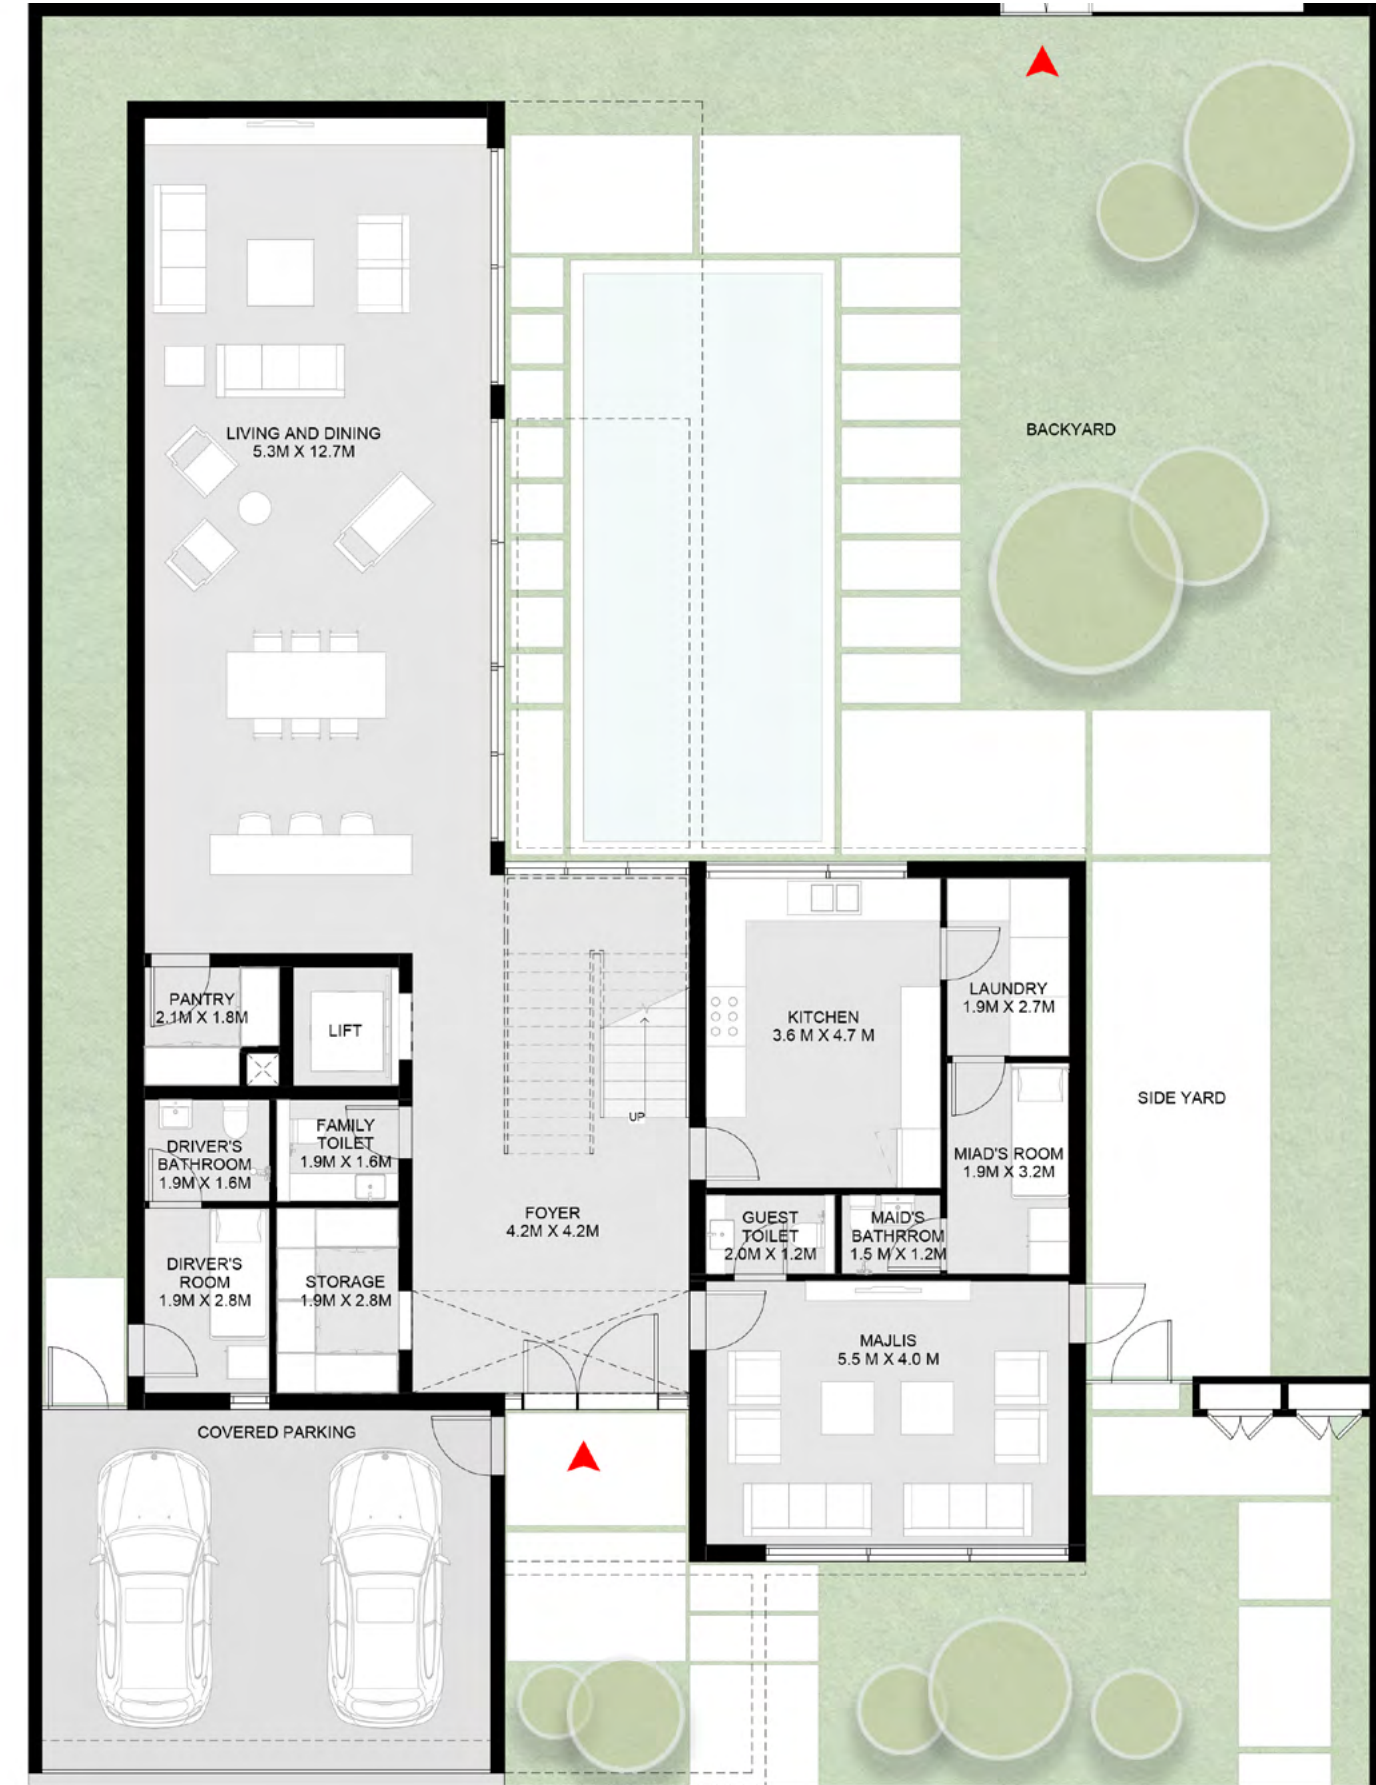 LIVING AND DINING
5.3M X 12.7M
BACKYARD
PANTRY
2.1M X 1.8M
LIFT
KITCHEN
3.6 M X 4.7 M
LAUNDRY
1.9M X 2.7M
SIDE YARD
UP
FAMILY
TOILET
1.9M X 1.6M
DRIVER'S
BATHROOM
1.9M X 1.6M
MIAD'S ROOM
1.9M X 3.2M
FOYER
4.2M X 4.2M
GUEST
TOILET
2.0M X 1.2M
MAID'S
BATHRROM
1.5 M X 1.2M
DIRVER'S
ROOM
1.9M X 2.8M
STORAGE
1.9M X 2.8M
MAJLIS
5.5 M X 4.0 M
COVERED PARKING